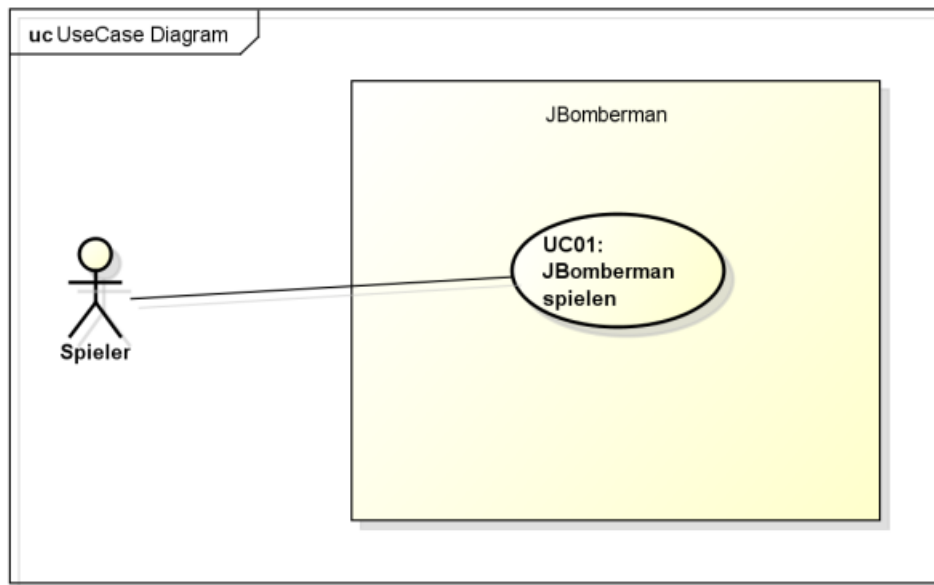 uc UseCase Diagram
JBomberman
UC01:
JBomberman
spielen
Spieler